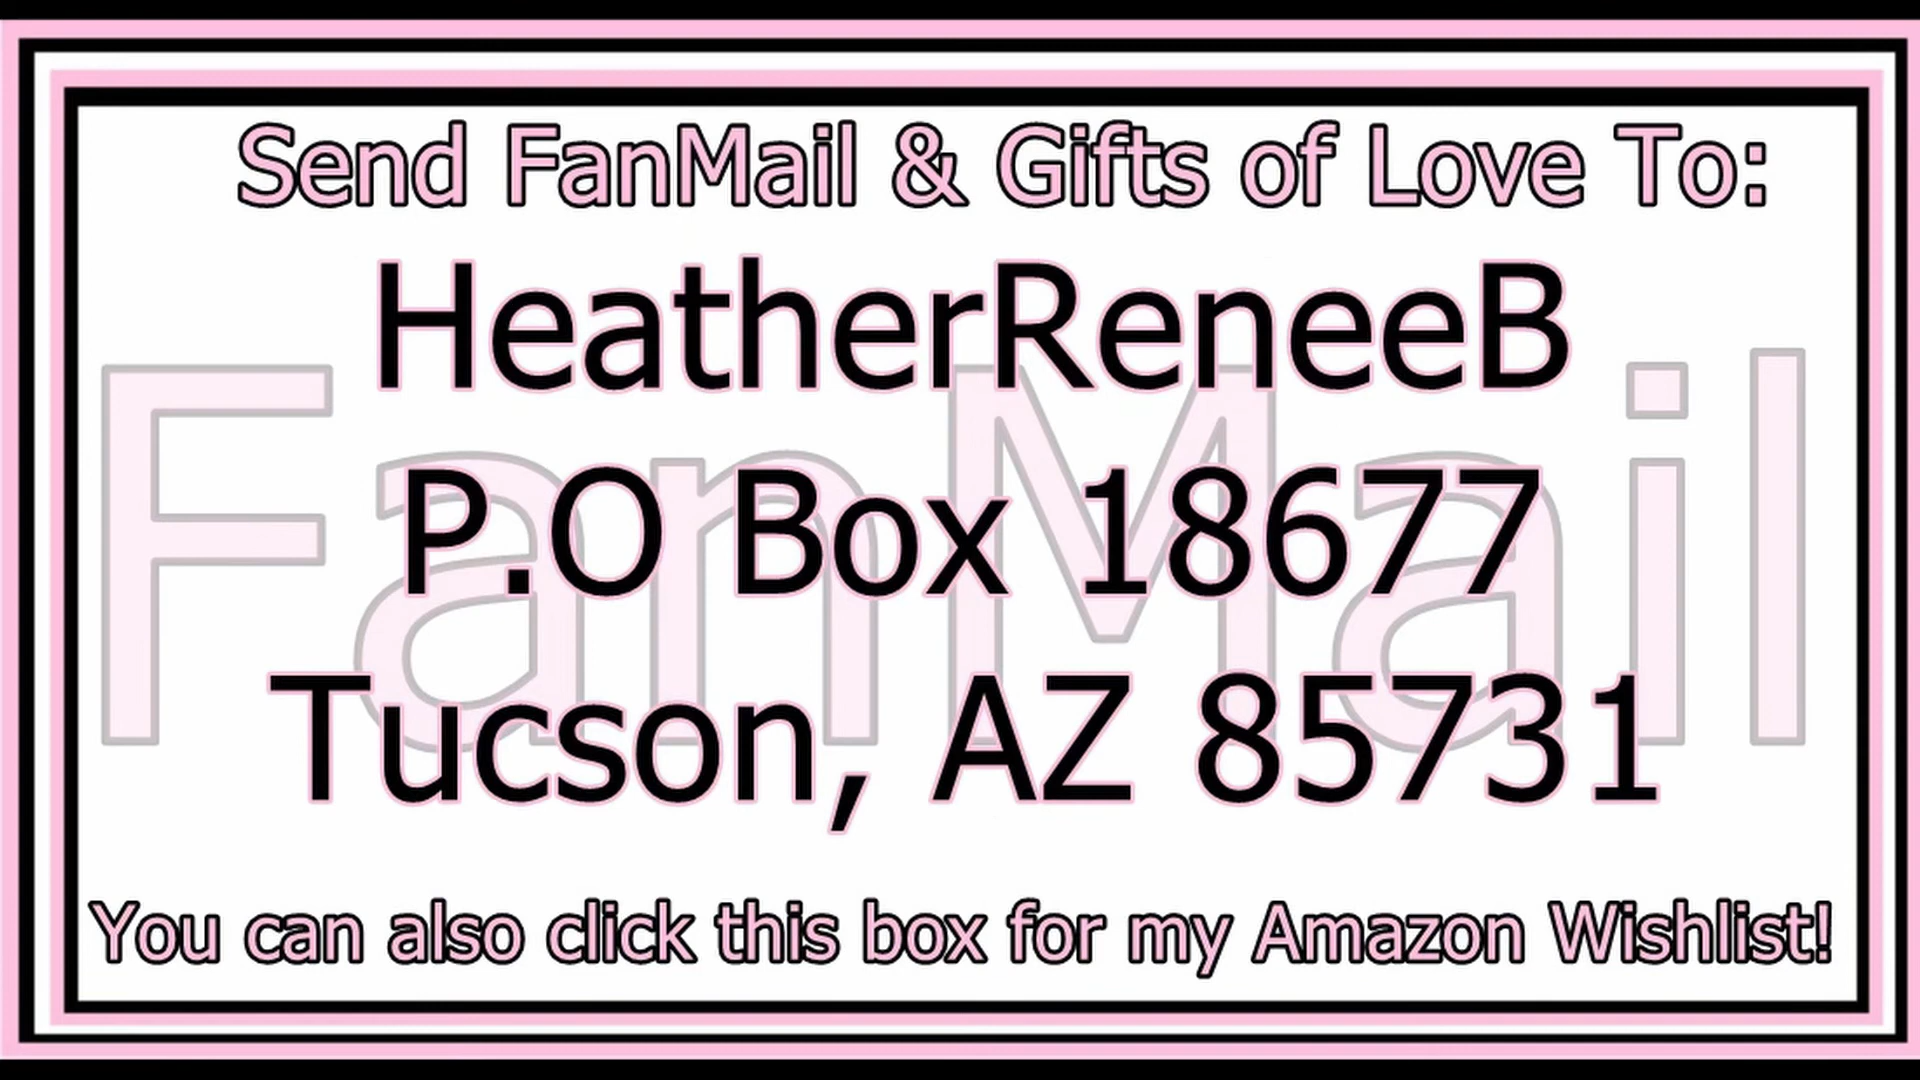 Send FanMail & Gifts of Love To:
HeatherReneeB
FanMail
P.O Box 18677
Tucson, AZ 85731
You can also click this box for my Amazon Wishlist!